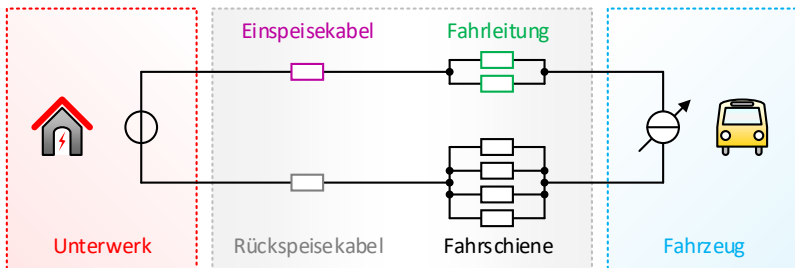 Einspeisekabel
Fahrleitung
Unterwerk
Rückspeisekabel
Fahrschiene
Fahrzeug